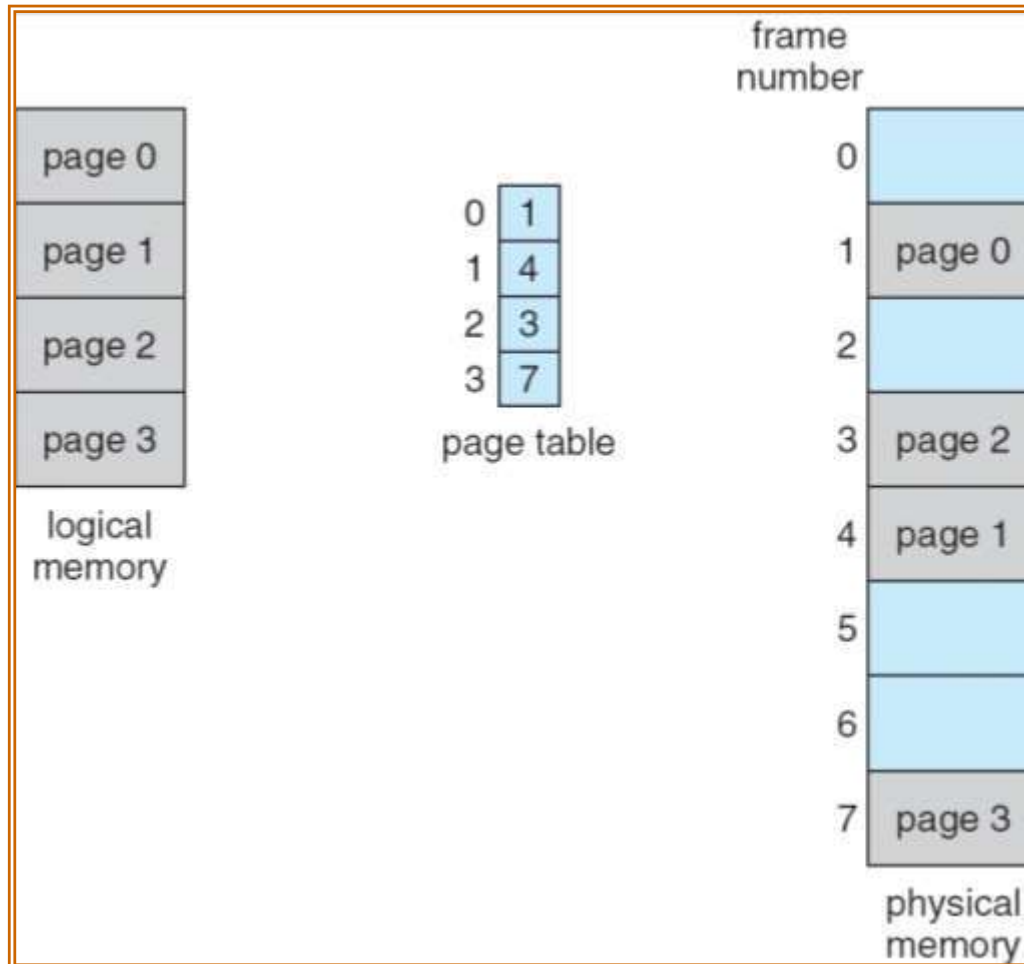 page 0
page 1
page 2
page 3
logical
memory
0 1
1 4
2 3
3 7
page table
frame
number
0
1 page 0
2
3 page 2
4 page 1
5
6
7 page 3
physical
memory